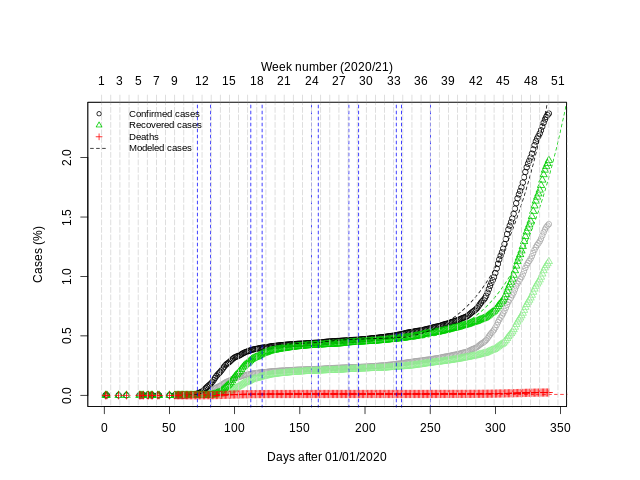 Week number (2020/21)
1 3 5 7 9 12 15 18 21 24 27 30 33 36 39 42 45 48 51
Confirmed cases
Recovered cases
Deaths
Modeled cases
Cases (%)
2.0
1.5
1.0
0.5
0.0
0 50 100 150 200 250 300 350
Days after 01/01/2020